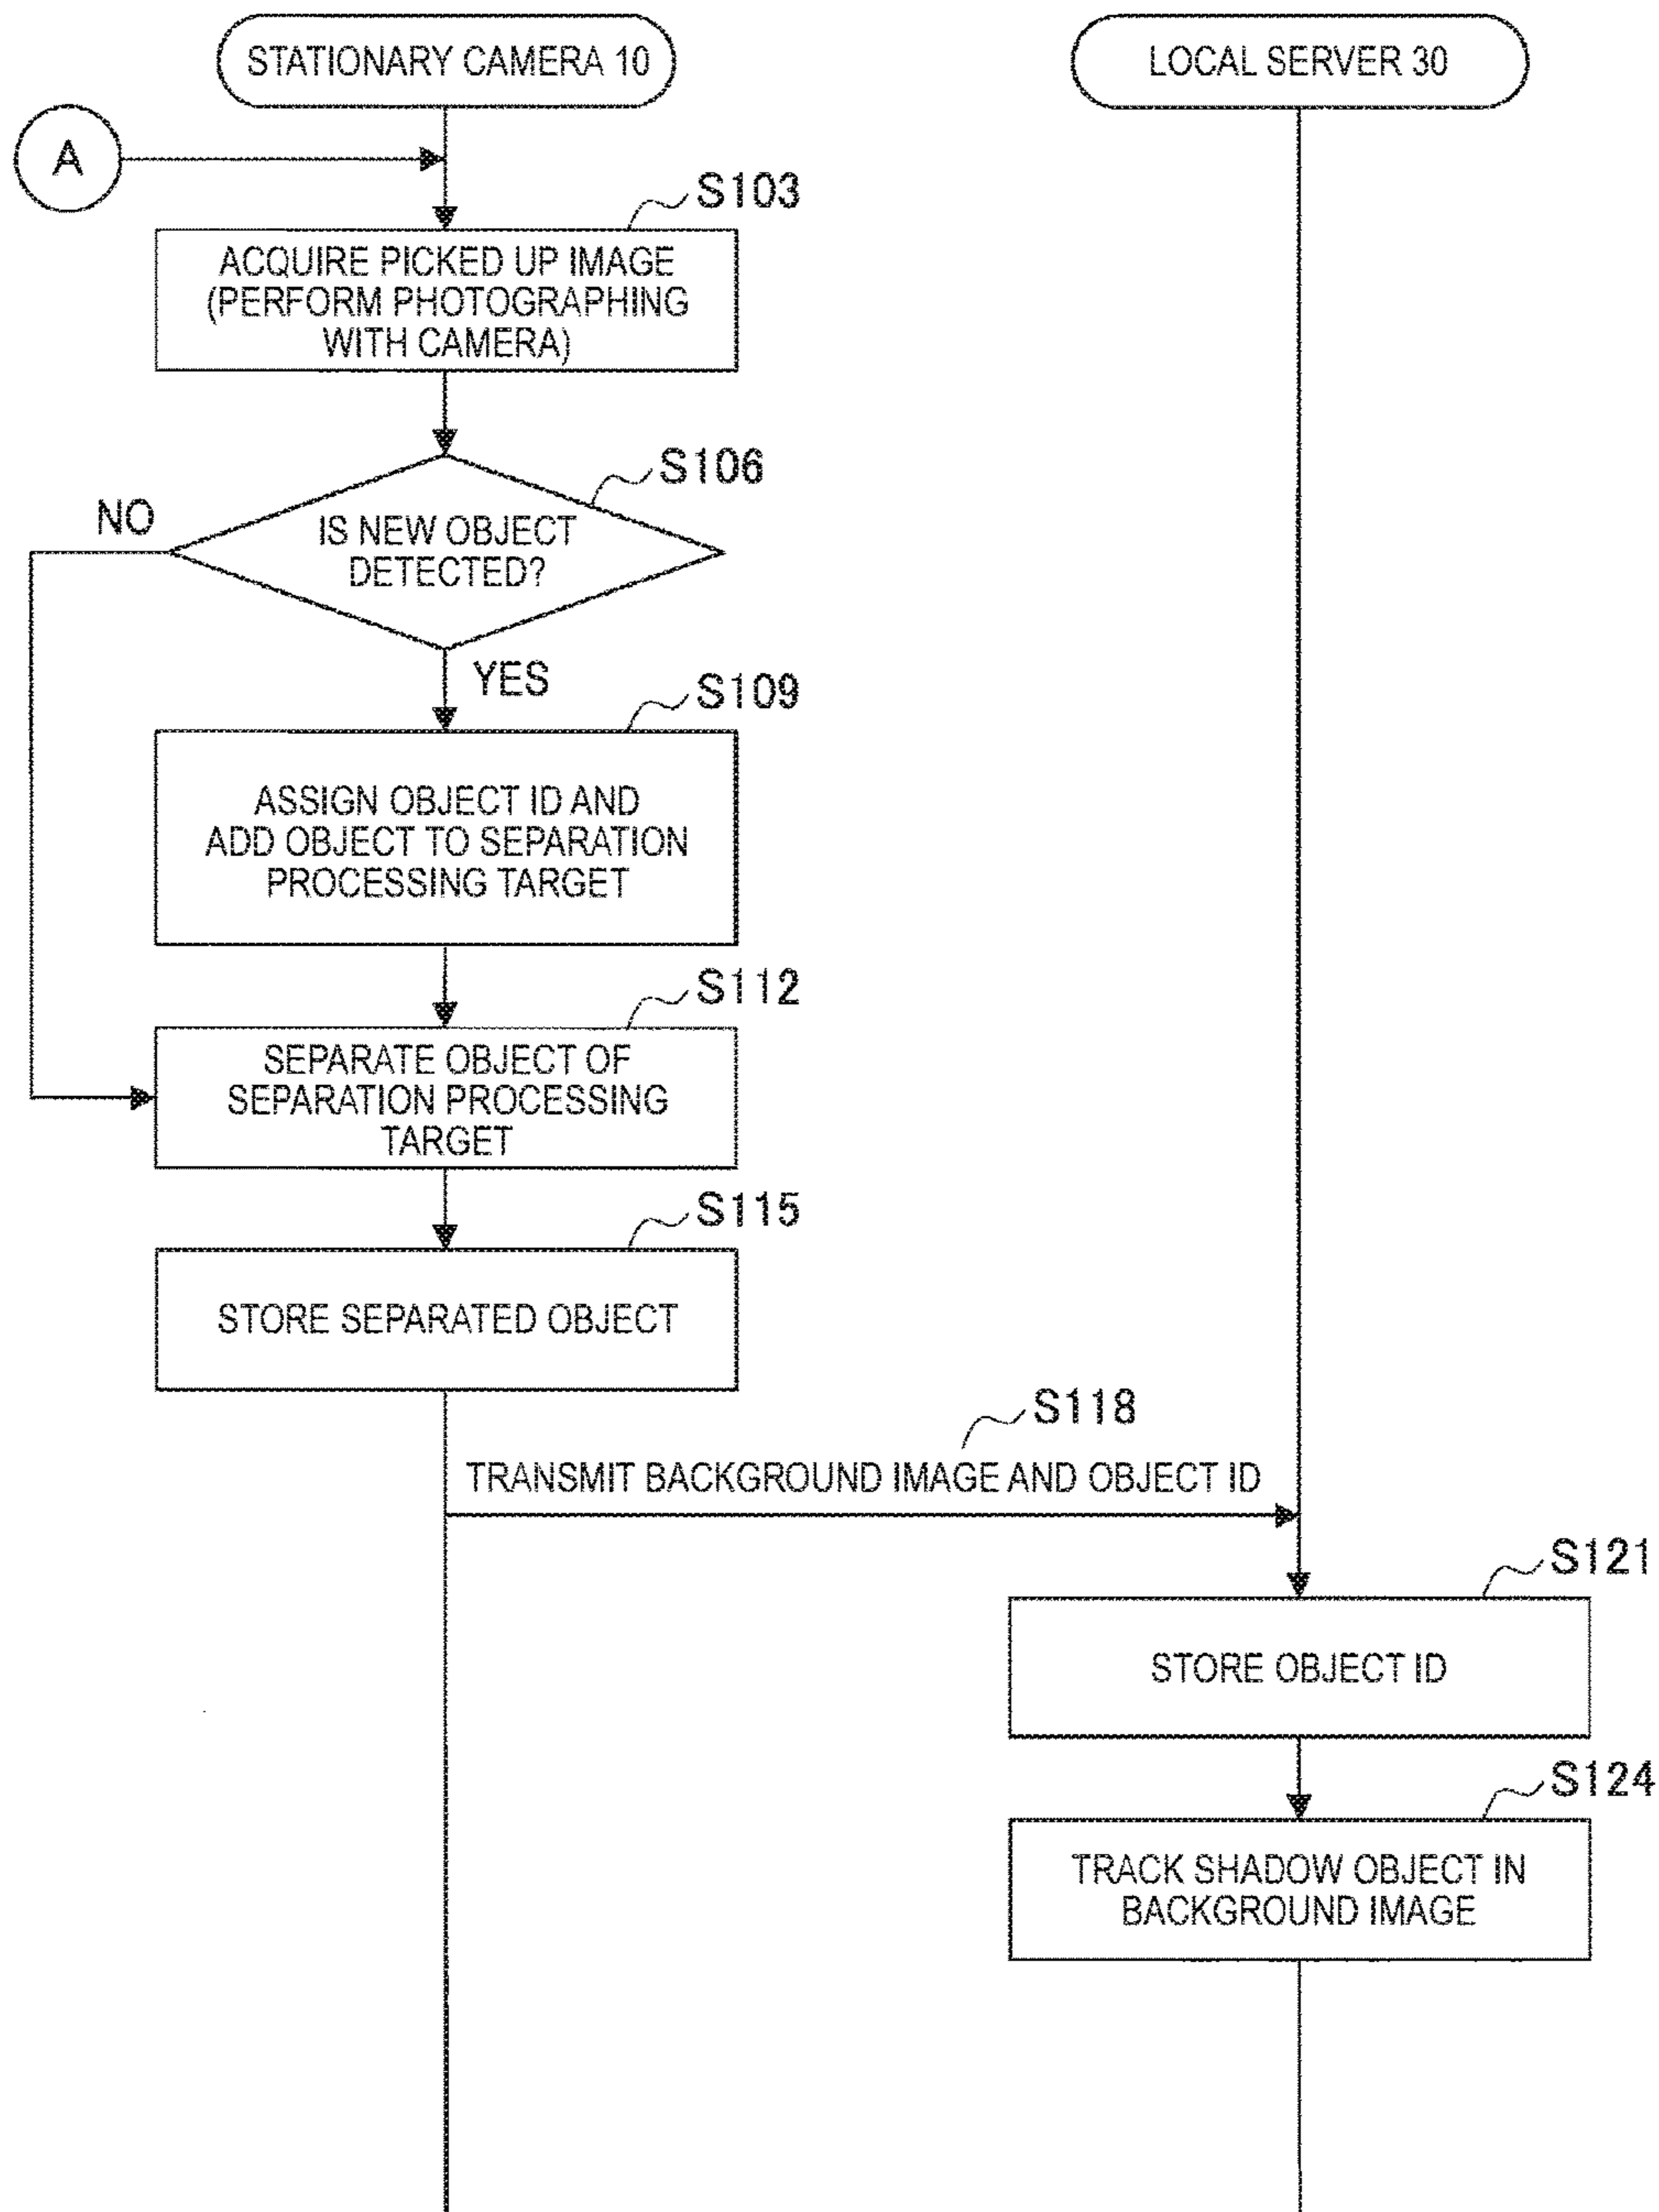 STATIONARY CAMERA 10
LOCAL SERVER 30
A
S103
ACQUIRE PICKED UP IMAGE
(PERFORM PHOTOGRAPHING
WITH CAMERA)
S106
NO
IS NEW OBJECT
DETECTED?
YES
S109
ASSIGN OBJECT ID AND
ADD OBJECT TO SEPARATION
PROCESSING TARGET
S112
SEPARATE OBJECT OF
SEPARATION PROCESSING
TARGET
S115
STORE SEPARATED OBJECT
S118
TRANSMIT BACKGROUND IMAGE AND OBJECT ID
S121
STORE OBJECT ID
S124
TRACK SHADOW OBJECT IN
BACKGROUND IMAGE